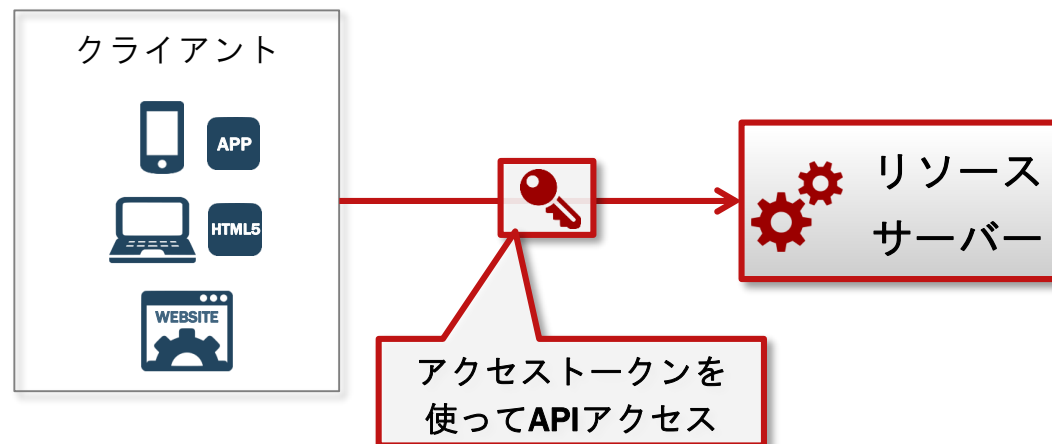 クライアント
APP
HTML5
WEBSITE
リソース
サーバー
アクセストークンを
使ってAPIアクセス